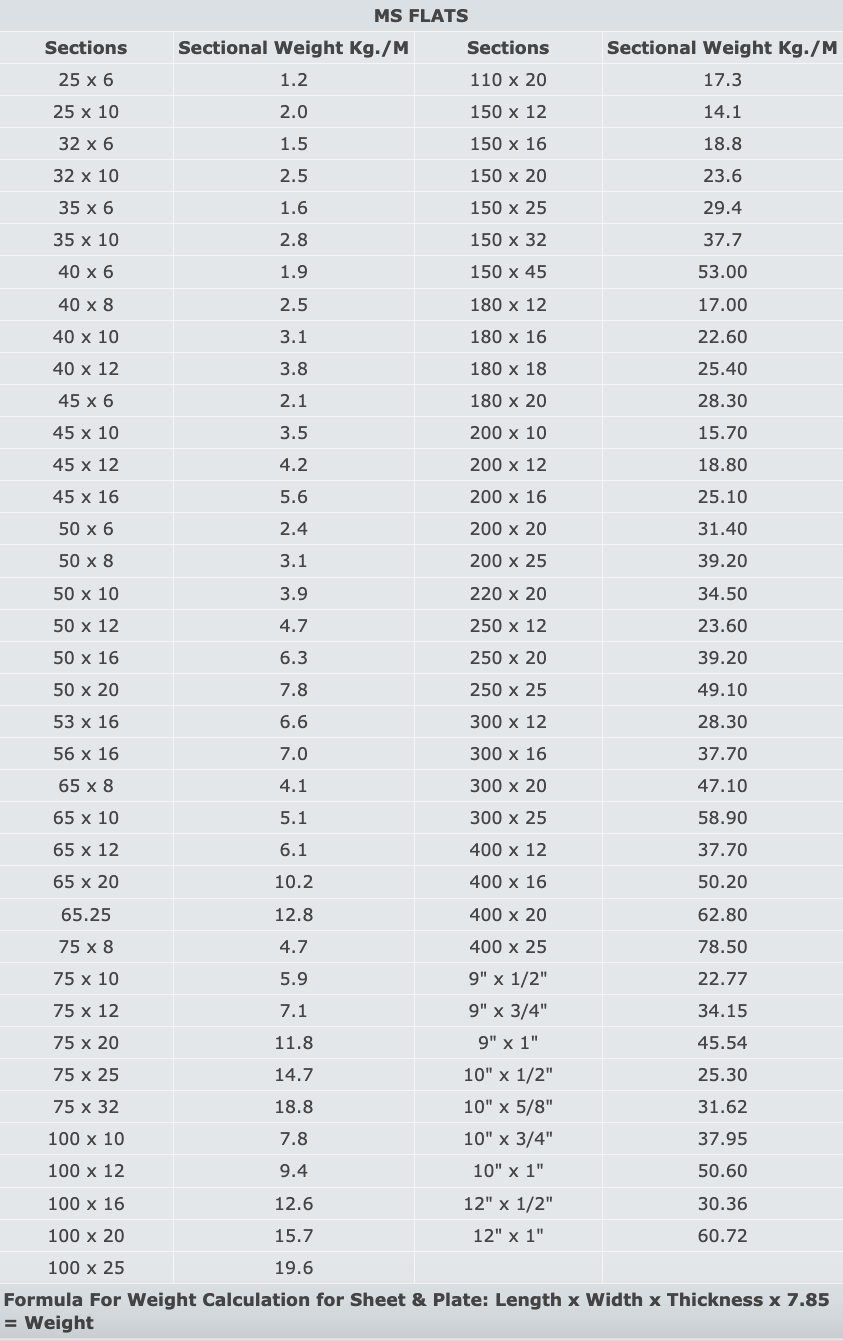 MS FLATS
Sections Sectional Weight Kg./M Sections Sectional Weight Kg./M
25 x 6 1.2 110 x 20 17.3
25 x 10 2.0 150 x 12 14.1
32 x 6 1.5 150 x 16 18.8
32 x 10 2.5 150 x 20 23.6
35 x 6 1.6 150 x 25 29.4
35 x 10 2.8 150 x 32 37.7
40 x 6 1.9 150 x 45 53.00
40 x 8 2.5 180 x 12 17.00
40 x 10 3.1 180 x 16 22.60
40 x 12 3.8 180 x 18 25.40
45 x 6 2.1 180 x 20 28.30
45 x 10 3.5 200 x 10 15.70
45 x 12 4.2 200 x 12 18.80
45 x 16 5.6 200 x 16 25.10
50 x 6 2.4 200 x 20 31.40
50 x 8 3.1 200 x 25 39.20
50 x 10 3.9 220 x 20 34.50
50 x 12 4.7 250 x 12 23.60
50 x 16 6.3 250 x 20 39.20
50 x 20 7.8 250 x 25 49.10
53 x 16 6.6 300 x 12 28.30
56 x 16 7.0 300 x 16 37.70
65 x 8 4.1 300 x 20 47.10
65 x 10 5.1 300 x 25 58.90
65 x 12 6.1 400 x 12 37.70
65 x 20 10.2 400 x 16 50.20
65.25 12.8 400 x 20 62.80
75 x 8 4.7 400 x 25 78.50
75 x 10 5.9 9" x 1/2" 22.77
75 x 12 7.1 9" x 3/4" 34.15
75 x 20 11.8 9" x 1" 45.54
75 x 25 14.7 10" x 1/2" 25.30
75 x 32 18.8 10" x 5/8" 31.62
100 x 10 7.8 10" x 3/4" 37.95
100 x 12 9.4 10" x 1" 50.60
100 x 16 12.6 12" x 1/2" 30.36
100 x 20 15.7 12" x 1" 60.72
100 x 25 19.6
Formula For Weight Calculation for Sheet & Plate: Length x Width x Thickness x 7.85
= Weight